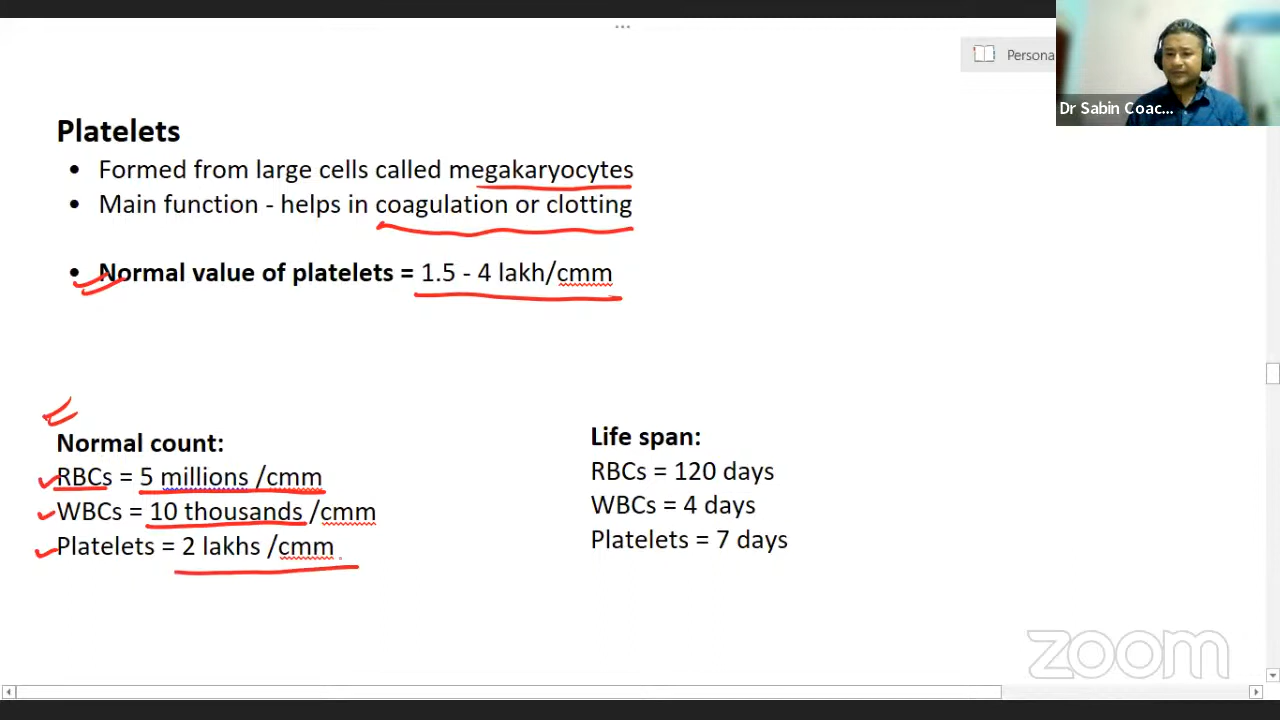 ...
Persona
Dr Sabin Coac...
Platelets
• Formed from large cells called megakaryocytes
• Main function - helps in coagulation or clotting
• Normal value of platelets = 1.5 - 4 lakh/cmm
Normal count:
RBCs = 5 millions /cmm
WBCs = 10 thousands /cmm
Platelets = 2 lakhs /cmm
Life span:
RBCs = 120 days
WBCs = 4 days
Platelets = 7 days
zoom